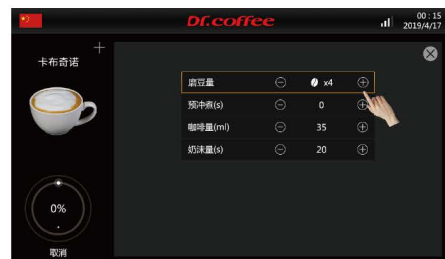 Dr.coffee
00:15
2019/4/17
卡布奇诺
磨豆量 x4
预冲煮(s) 0
咖啡量(ml) 35
奶沫量(s) 20
0%
取消